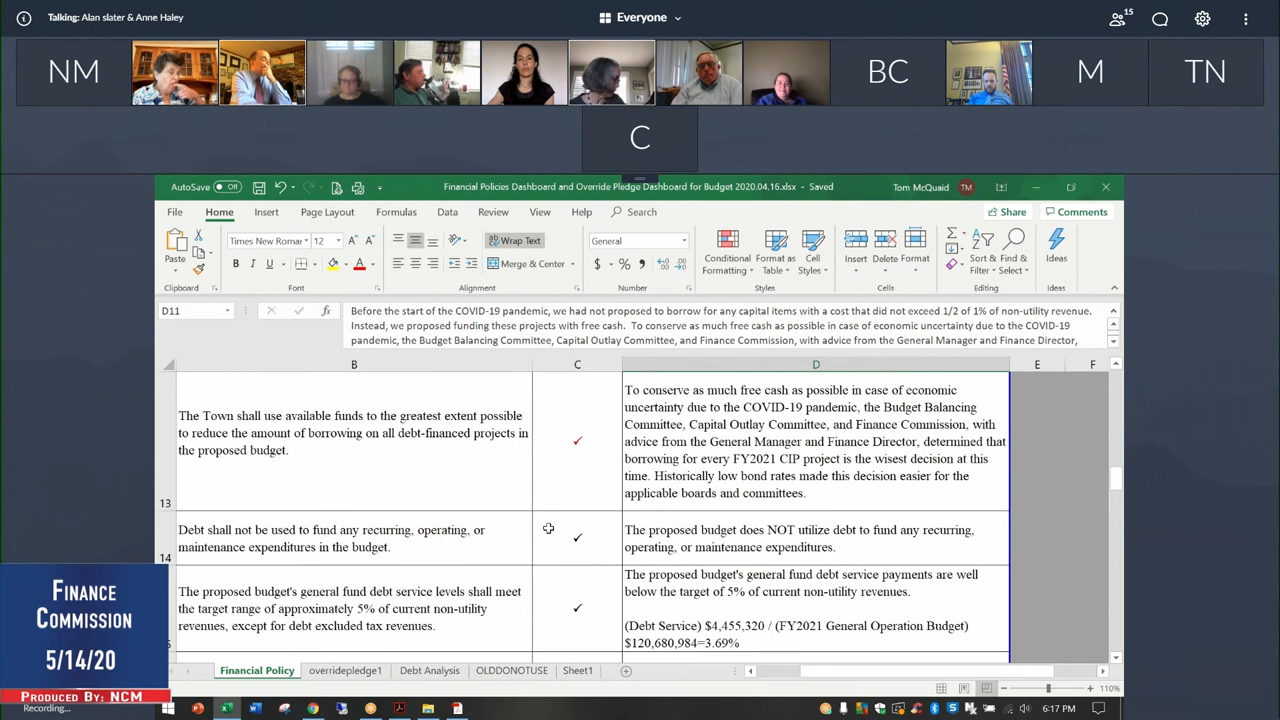 Talking: Alan slater & Anne Haley
Everyone
15
NM
BC
M
TN
C
AutoSave Off
Financial Policies Dashboard and Override Pledge Dashboard for Budget 2020.04.16.xlsx - Saved
Tom McQuaid TM
File Home Insert Page Layout Formulas Data Review View Help Search
Share Comments
Paste
Times New Roman 12
B I U
Wrap Text
Merge & Center
General
$ % ,
Conditional Formatting
Format as Table
Cell Styles
Insert Delete Format
Sort & Filter
Find & Select
Ideas
Clipboard Font Alignment Number Styles Cells Editing Ideas
D11
fx
Before the start of the COVID-19 pandemic, we had not proposed to borrow for any capital items with a cost that did not exceed 1/2 of 1% of non-utility revenue.
Instead, we proposed funding these projects with free cash. To conserve as much free cash as possible in case of economic uncertainty due to the COVID-19
pandemic, the Budget Balancing Committee, Capital Outlay Committee, and Finance Commission, with advice from the General Manager and Finance Director,
B C D E F
13
The Town shall use available funds to the greatest extent possible
to reduce the amount of borrowing on all debt-financed projects in
the proposed budget.
✓
To conserve as much free cash as possible in case of economic
uncertainty due to the COVID-19 pandemic, the Budget Balancing
Committee, Capital Outlay Committee, and Finance Commission, with
advice from the General Manager and Finance Director, determined that
borrowing for every FY2021 CIP project is the wisest decision at this
time. Historically low bond rates made this decision easier for the
applicable boards and committees.
14
Debt shall not be used to fund any recurring, operating, or
maintenance expenditures in the budget.
✓
The proposed budget does NOT utilize debt to fund any recurring,
operating, or maintenance expenditures.
The proposed budget's general fund debt service levels shall meet
the target range of approximately 5% of current non-utility
revenues, except for debt excluded tax revenues.
✓
The proposed budget's general fund debt service payments are well
below the target of 5% of current non-utility revenues.
(Debt Service) $4,455,320 / (FY2021 General Operation Budget)
$120,680,984=3.69%
Financial Policy overridepledge1 Debt Analysis OLDDONOTUSE Sheet1
110%
FINANCE
COMMISSION
5/14/20
PRODUCED BY: NCM
Recording...
6:17 PM